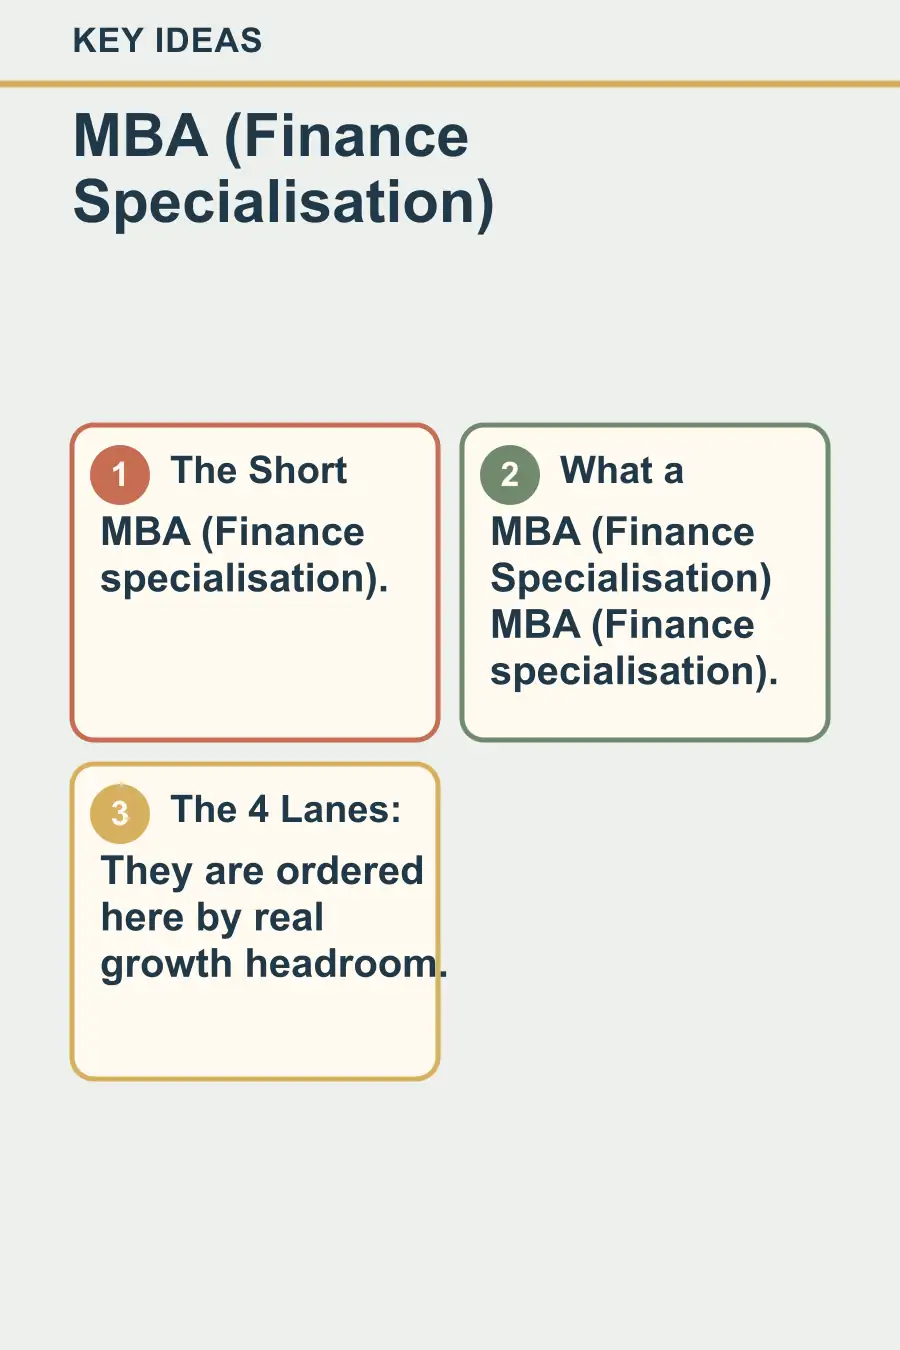 KEY IDEAS
MBA (Finance
Specialisation)
1 The Short
MBA (Finance
specialisation).
2 What a
MBA (Finance
Specialisation)
MBA (Finance
specialisation).
3 The 4 Lanes:
They are ordered
here by real
growth headroom.